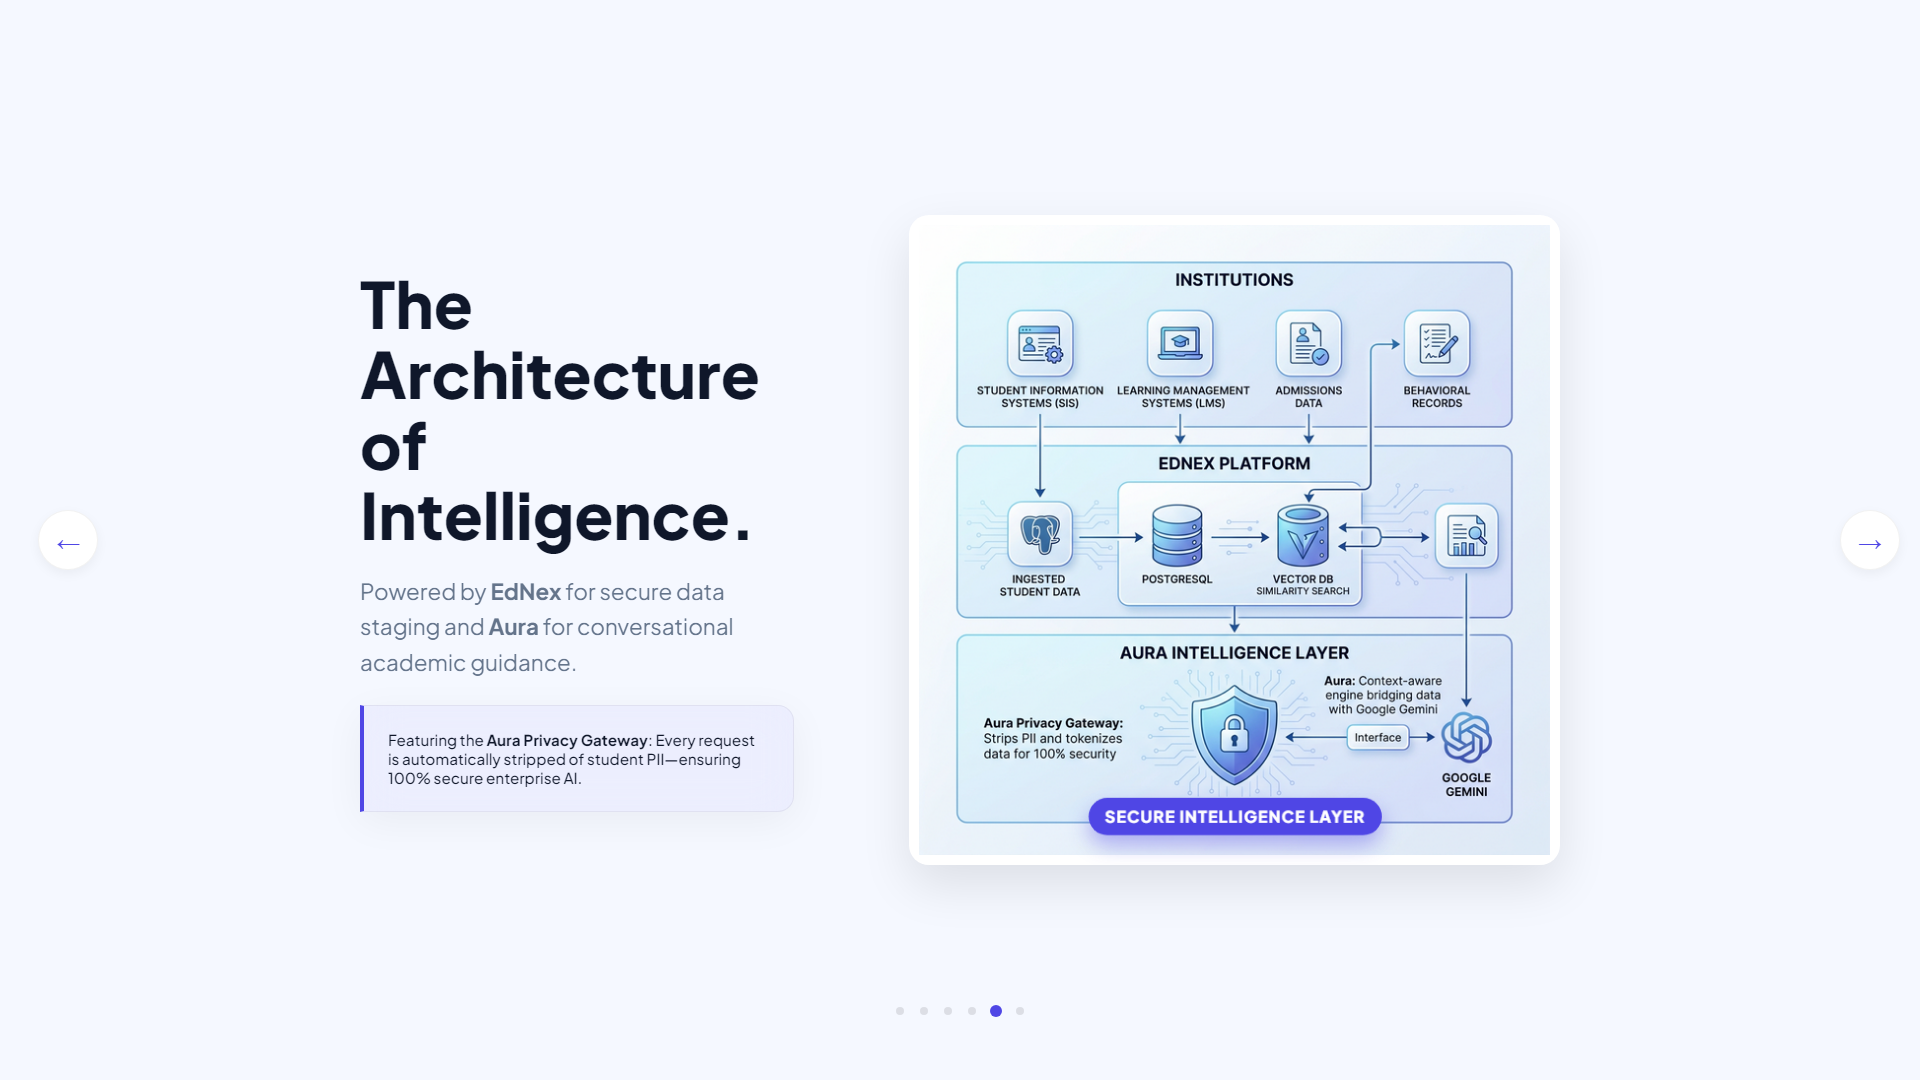 The
Architecture
of
Intelligence.
Powered by EdNex for secure data
staging and Aura for conversational
academic guidance.
Featuring the Aura Privacy Gateway: Every request
is automatically stripped of student PII—ensuring
100% secure enterprise AI.
←
→
INSTITUTIONS
STUDENT INFORMATION
SYSTEMS (SIS)
LEARNING MANAGEMENT
SYSTEMS (LMS)
ADMISSIONS
DATA
BEHAVIORAL
RECORDS
EDNEX PLATFORM
INGESTED
STUDENT DATA
POSTGRESQL
VECTOR DB
SIMILARITY SEARCH
AURA INTELLIGENCE LAYER
Aura Privacy Gateway:
Strips PII and tokenizes
data for 100% security
Aura: Context-aware
engine bridging data
with Google Gemini
Interface
GOOGLE
GEMINI
SECURE INTELLIGENCE LAYER